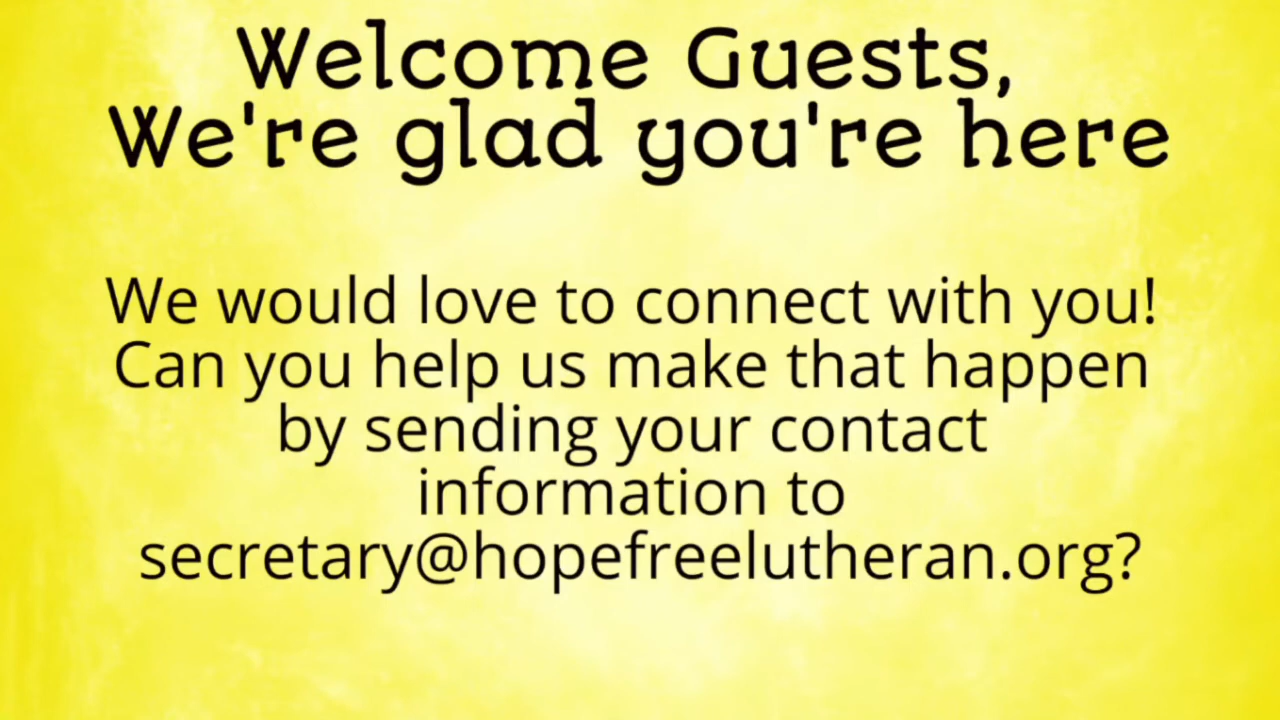 Welcome Guests,
We're glad you're here
We would love to connect with you!
Can you help us make that happen
by sending your contact
information to
secretary@hopefreelutheran.org?